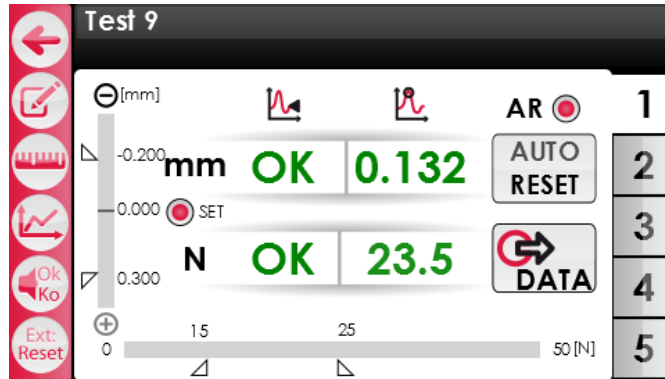 Test 9
[mm]
AR
1
-0.200
mm OK 0.132
AUTO
RESET
2
0.000 SET
3
N OK 23.5
0.300
DATA
4
Ok
Ko
Ext:
Reset
15 25
0 50 [N]
5